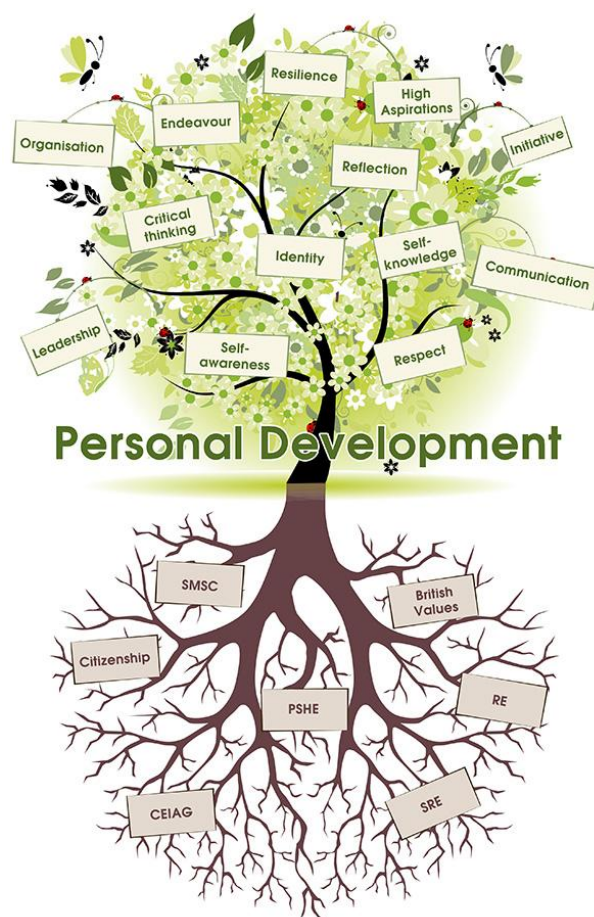 Resilience
High
Aspirations
Endeavour
Organisation
Initiative
Reflection
Critical
thinking
Identity
Self-
knowledge
Communication
Leadership
Self-
awareness
Respect
Personal Development
SMSC
British
Values
Citizenship
RE
PSHE
CEIAG
SRE